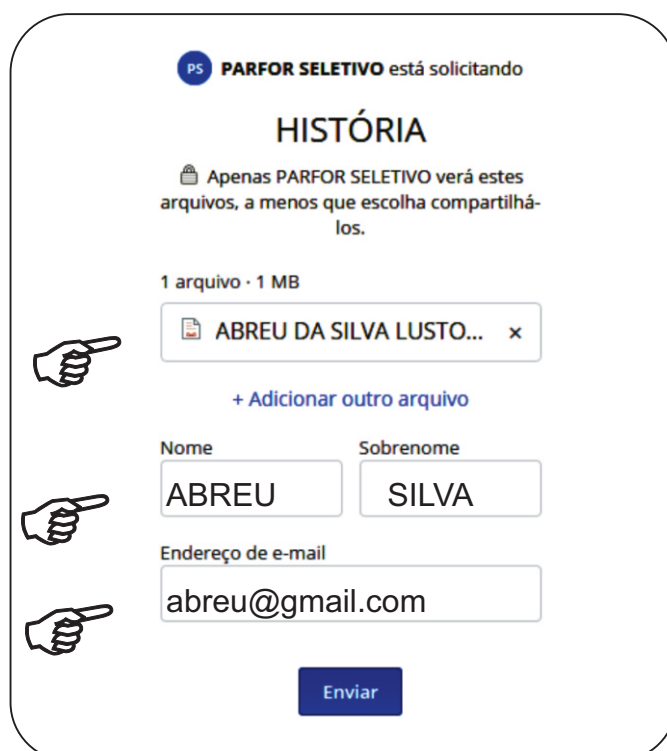 PS PARFOR SELETIVO está solicitando
HISTÓRIA
Apenas PARFOR SELETIVO verá estes
arquivos, a menos que escolha compartilhá-
los.
1 arquivo · 1 MB
ABREU DA SILVA LUSTO... ×
+ Adicionar outro arquivo
Nome Sobrenome
ABREU SILVA
Endereço de e-mail
abreu@gmail.com
Enviar